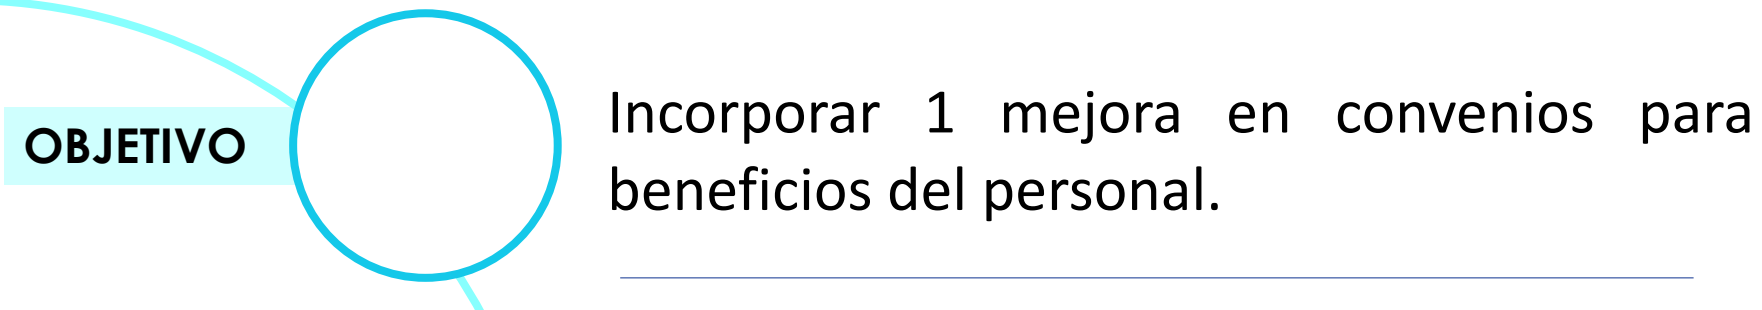 OBJETIVO
Incorporar 1 mejora en convenios para
beneficios del personal.